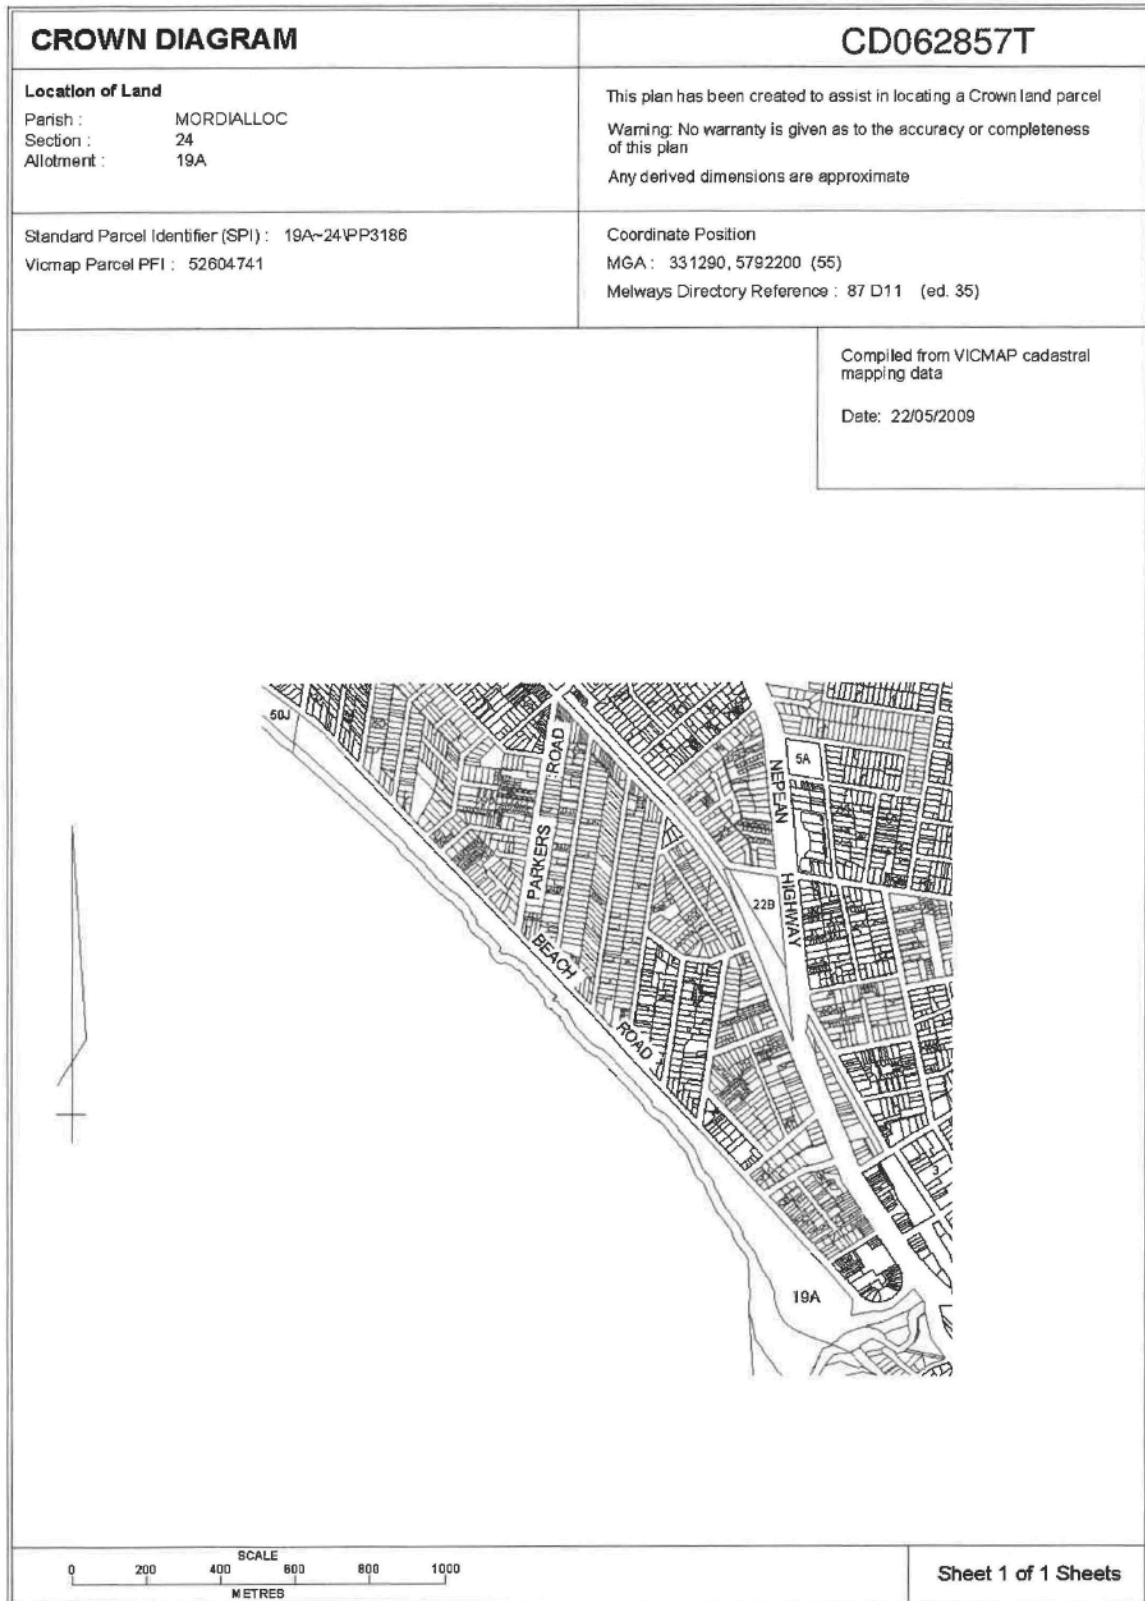 CROWN DIAGRAM
CD062857T
Location of Land
Parish : MORDIALLOC
Section : 24
Allotment : 19A
This plan has been created to assist in locating a Crown land parcel
Warning: No warranty is given as to the accuracy or completeness
of this plan
Any derived dimensions are approximate
Standard Parcel Identifier (SPI) : 19A~24\PP3186
Vicmap Parcel PFI : 52604741
Coordinate Position
MGA : 331290, 5792200 (55)
Melways Directory Reference : 87 D11 (ed. 35)
Compiled from VICMAP cadastral
mapping data
Date: 22/05/2009
50J
PARKERS ROAD
5A
NEPEAN HIGHWAY
22B
BEACH ROAD
3
19A
SCALE
0 200 400 600 800 1000
METRES
Sheet 1 of 1 Sheets